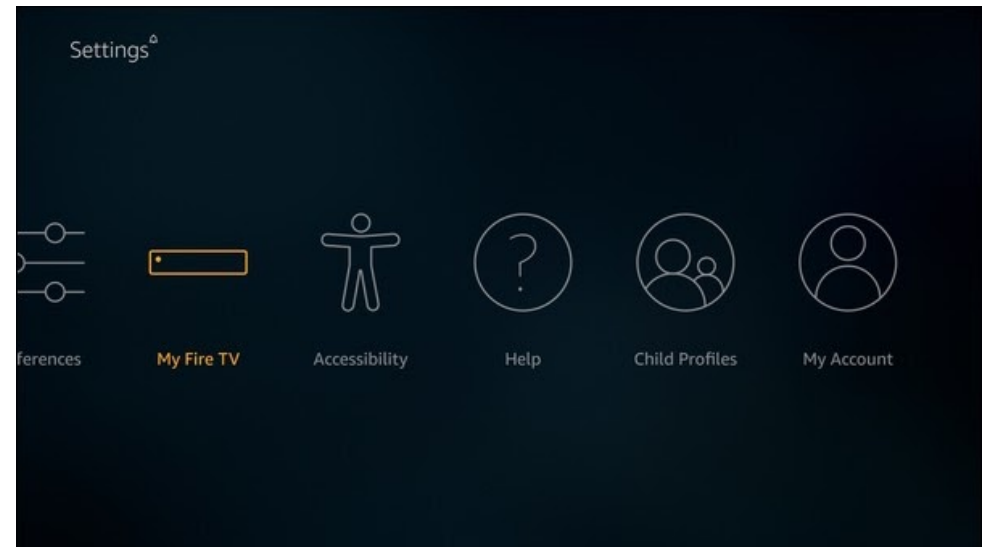 Settings
ferences
My Fire TV
Accessibility
?
Help
Child Profiles
My Account